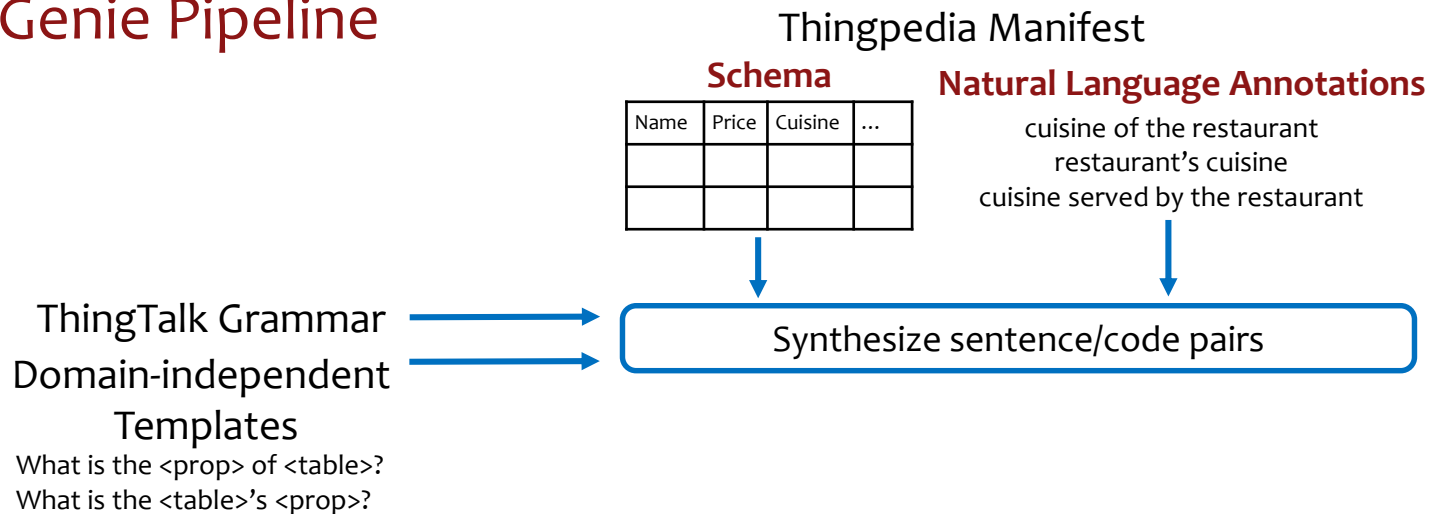 Genie Pipeline
Thingpedia Manifest
Schema
Name Price Cuisine ...
Natural Language Annotations
cuisine of the restaurant
restaurant’s cuisine
cuisine served by the restaurant
ThingTalk Grammar
Domain-independent
Templates
What is the <prop> of <table>?
What is the <table>’s <prop>?
Synthesize sentence/code pairs